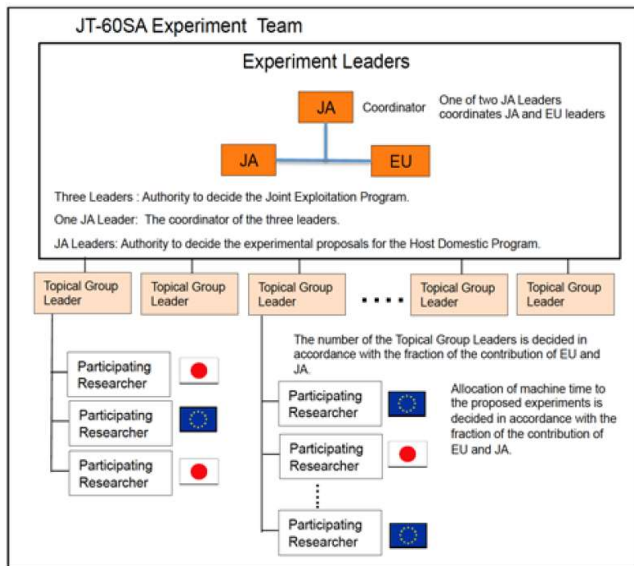 JT-60SA Experiment Team
Experiment Leaders
JA
Coordinator
One of two JA Leaders
coordinates JA and EU leaders
JA
EU
Three Leaders : Authority to decide the Joint Exploitation Program.
One JA Leader: The coordinator of the three leaders.
JA Leaders: Authority to decide the experimental proposals for the Host Domestic Program.
Topical Group
Leader
Topical Group
Leader
Topical Group
Leader
Topical Group
Leader
Topical Group
Leader
The number of the Topical Group Leaders is decided in
accordance with the fraction of the contribution of EU and
JA.
Participating
Researcher
Participating
Researcher
Participating
Researcher
Participating
Researcher
Participating
Researcher
Participating
Researcher
Allocation of machine time to
the proposed experiments is
decided in accordance with the
fraction of the contribution of
EU and JA.